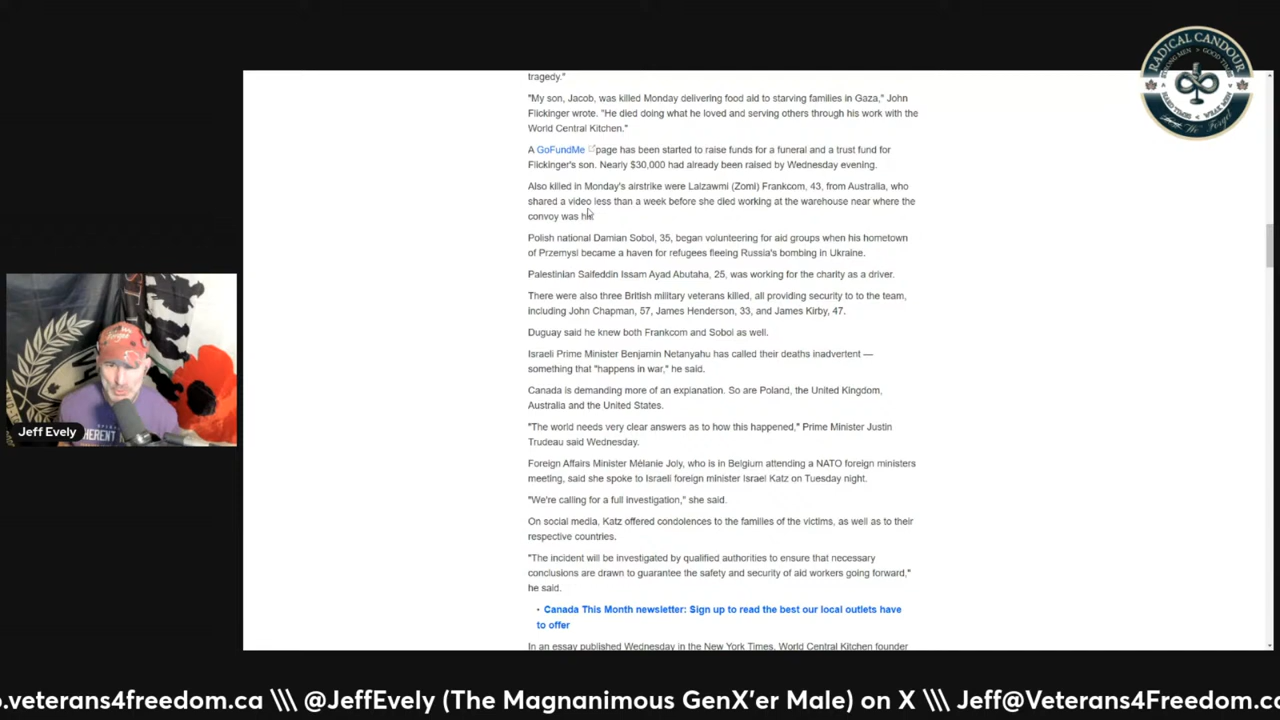 RADICAL CANDOUR
STRONG MEN > GOOD TIMES
tragedy."
"My son, Jacob, was killed Monday delivering food aid to starving families in Gaza," John
Flickinger wrote. "He died doing what he loved and serving others through his work with the
World Central Kitchen."
A GoFundMe page has been started to raise funds for a funeral and a trust fund for
Flickinger's son. Nearly $30,000 had already been raised by Wednesday evening.
Also killed in Monday's airstrike were Lalzawmi (Zomi) Frankcom, 43, from Australia, who
shared a video less than a week before she died working at the warehouse near where the
convoy was hit.
Polish national Damian Sobol, 35, began volunteering for aid groups when his hometown
of Przemysl became a haven for refugees fleeing Russia's bombing in Ukraine.
Palestinian Saifeddin Issam Ayad Abutaha, 25, was working for the charity as a driver.
There were also three British military veterans killed, all providing security to to the team,
including John Chapman, 57, James Henderson, 33, and James Kirby, 47.
Duguay said he knew both Frankcom and Sobol as well.
Israeli Prime Minister Benjamin Netanyahu has called their deaths inadvertent —
something that "happens in war," he said.
Canada is demanding more of an explanation. So are Poland, the United Kingdom,
Australia and the United States.
"The world needs very clear answers as to how this happened," Prime Minister Justin
Trudeau said Wednesday.
Foreign Affairs Minister Mélanie Joly, who is in Belgium attending a NATO foreign ministers
meeting, said she spoke to Israeli foreign minister Israel Katz on Tuesday night.
"We're calling for a full investigation," she said.
On social media, Katz offered condolences to the families of the victims, as well as to their
respective countries.
"The incident will be investigated by qualified authorities to ensure that necessary
conclusions are drawn to guarantee the safety and security of aid workers going forward,"
he said.
• Canada This Month newsletter: Sign up to read the best our local outlets have
to offer
In an essay published Wednesday in the New York Times, World Central Kitchen founder
Jeff Evely
o.veterans4freedom.ca \\\ @JeffEvely (The Magnanimous GenX'er Male) on X \\\ Jeff@Veterans4Freedom.c